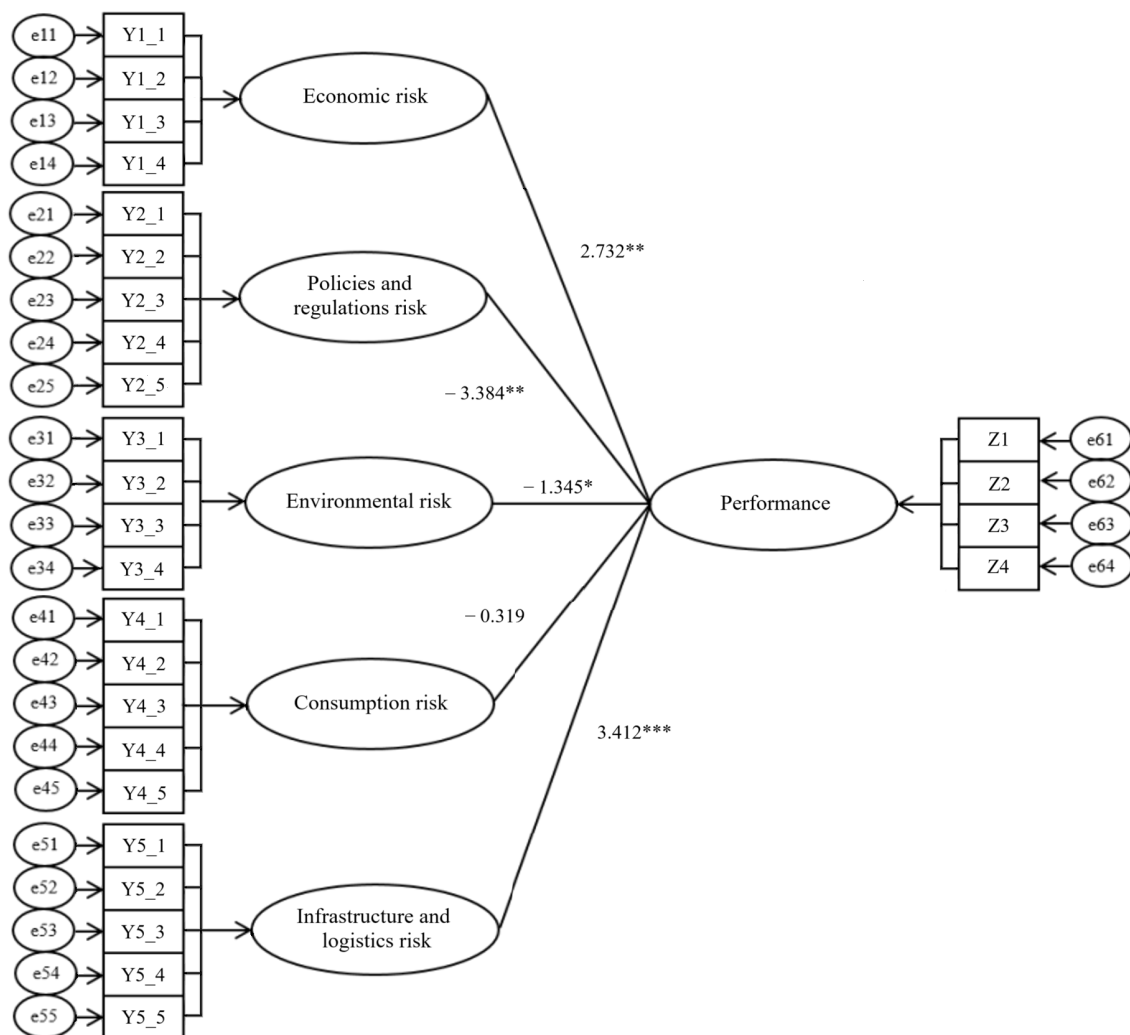 e11 Y1_1
e12 Y1_2
e13 Y1_3
e14 Y1_4
Economic risk
e21 Y2_1
e22 Y2_2
e23 Y2_3
e24 Y2_4
e25 Y2_5
Policies and
regulations risk
e31 Y3_1
e32 Y3_2
e33 Y3_3
e34 Y3_4
Environmental risk
e41 Y4_1
e42 Y4_2
e43 Y4_3
e44 Y4_4
e45 Y4_5
Consumption risk
e51 Y5_1
e52 Y5_2
e53 Y5_3
e54 Y5_4
e55 Y5_5
Infrastructure and
logistics risk
2.732**
– 3.384**
– 1.345*
– 0.319
3.412***
Performance
Z1 e61
Z2 e62
Z3 e63
Z4 e64